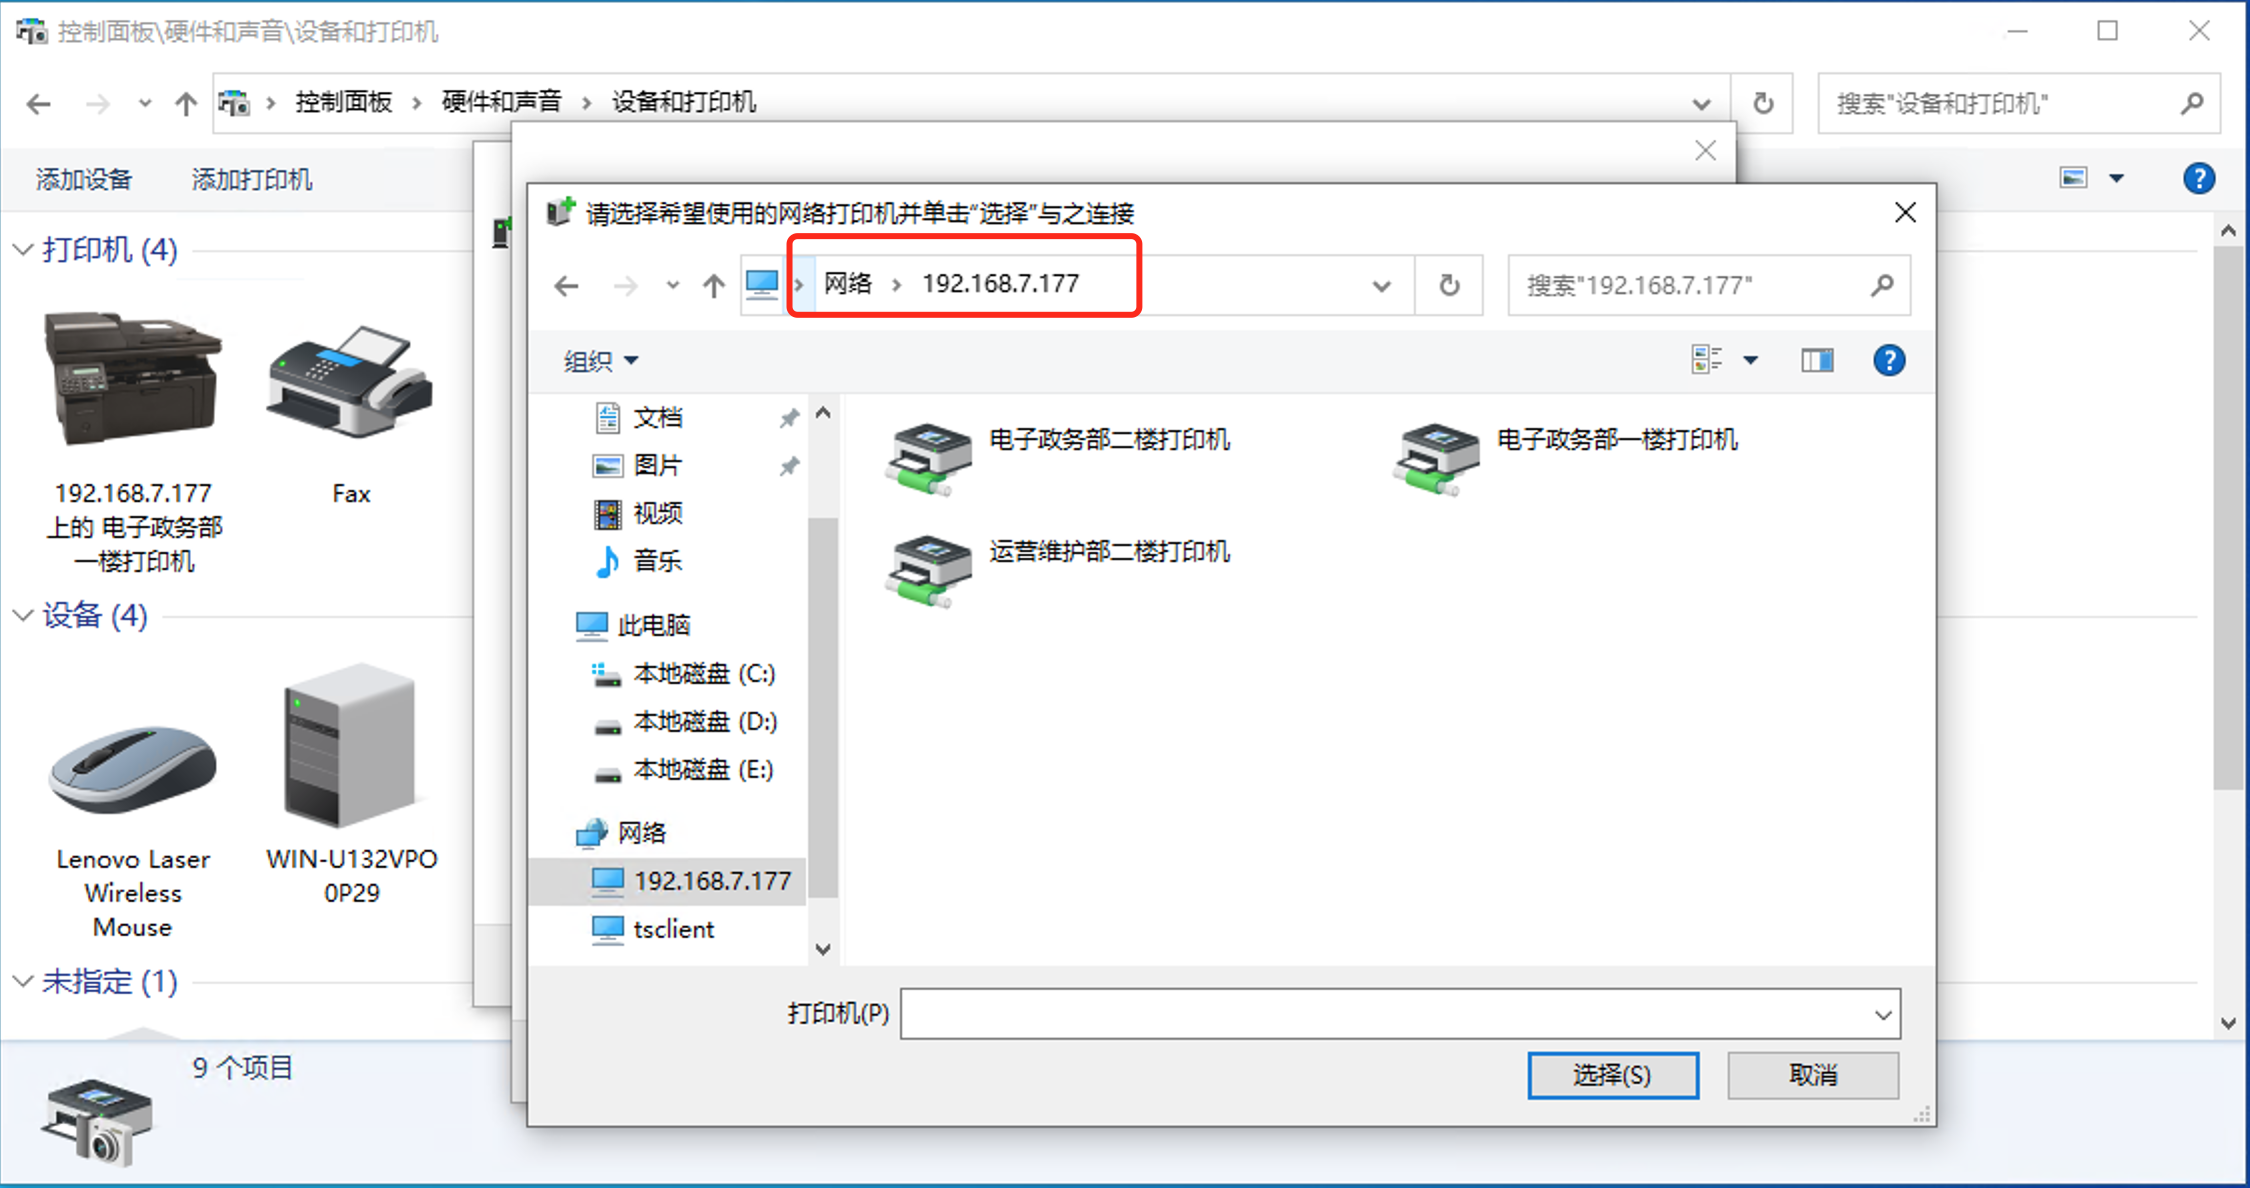 控制面板\硬件和声音\设备和打印机
控制面板 硬件和声音 设备和打印机
搜索"设备和打印机"
添加设备 添加打印机
打印机 (4)
192.168.7.177
上的 电子政务部
一楼打印机
Fax
设备 (4)
Lenovo Laser
Wireless
Mouse
WIN-U132VPO
0P29
未指定 (1)
9 个项目
请选择希望使用的网络打印机并单击“选择”与之连接
网络 192.168.7.177
搜索"192.168.7.177"
组织
文档
图片
视频
音乐
此电脑
本地磁盘 (C:)
本地磁盘 (D:)
本地磁盘 (E:)
网络
192.168.7.177
tsclient
电子政务部二楼打印机
电子政务部一楼打印机
运营维护部二楼打印机
打印机(P)
选择(S) 取消